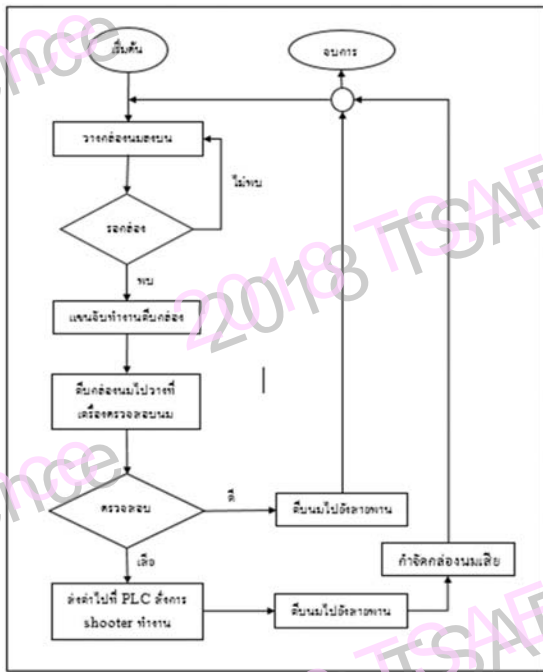 เริ่มต้น
จบการ
วางกล่องนมลงบน
ไม่พบ
รอกล่อง
พบ
แขนจับทำงานคีบกล่อง
คีบกล่องนมไปวางที่
เครื่องตรวจสอบนม
ตรวจสอบ
ดี
คีบนมไปยังสายพาน
เสีย
กำจัดกล่องนมเสีย
ส่งค่าไปที่ PLC สั่งการ
shooter ทำงาน
คีบนมไปยังสายพาน
2018 TSAE
2018 TSAE